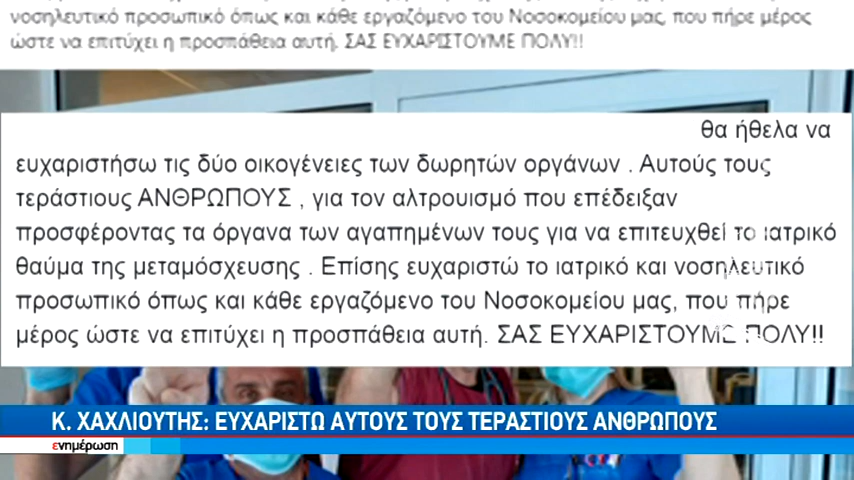 νοσηλευτικό προσωπικό όπως και κάθε εργαζόμενο του Νοσοκομείου μας, που πήρε μέρος
ώστε να επιτύχει η προσπάθεια αυτή. ΣΑΣ ΕΥΧΑΡΙΣΤΟΥΜΕ ΠΟΛΥ!!
θα ήθελα να
ευχαριστήσω τις δύο οικογένειες των δωρητών οργάνων . Αυτούς τους
τεράστιους ΑΝΘΡΩΠΟΥΣ , για τον αλτρουισμό που επέδειξαν
προσφέροντας τα όργανα των αγαπημένων τους για να επιτευχθεί το ιατρικό
θαύμα της μεταμόσχευσης . Επίσης ευχαριστώ το ιατρικό και νοσηλευτικό
προσωπικό όπως και κάθε εργαζόμενο του Νοσοκομείου μας, που πήρε
μέρος ώστε να επιτύχει η προσπάθεια αυτή. ΣΑΣ ΕΥΧΑΡΙΣΤΟΥΜΕ ΠΟΛΥ!!
Κ. ΧΑΧΛΙΟΥΤΗΣ: ΕΥΧΑΡΙΣΤΩ ΑΥΤΟΥΣ ΤΟΥΣ ΤΕΡΑΣΤΙΟΥΣ ΑΝΘΡΩΠΟΥΣ
ενημέρωση